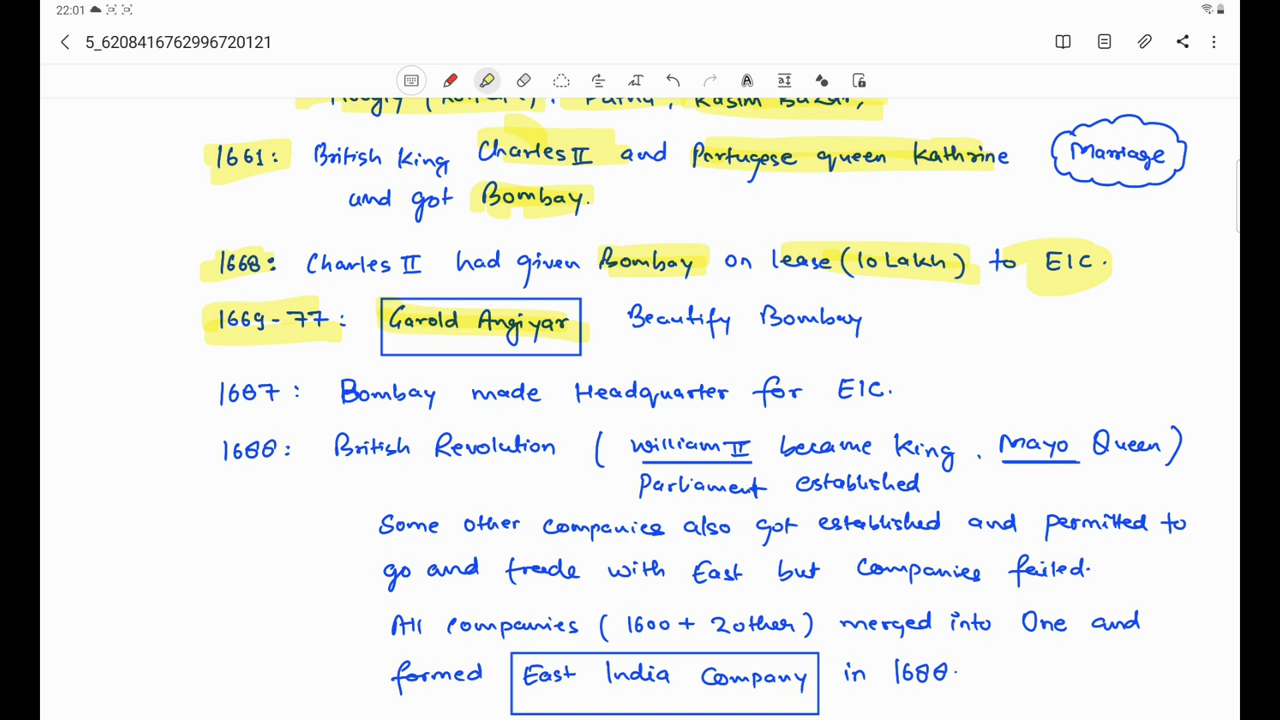 22:01
5_6208416762996720121
Kasim Bazar,
1661: British King Charles II and Portugese queen Kathrine Marriage
and got Bombay.
1668: Charles II had given Bombay on lease (10 Lakh) to EIC.
1669-77: Garold Angiyar Beautify Bombay
1687: Bombay made Headquarter for EIC.
1688: British Revolution ( William II became King, Mayo Queen)
Parliament established
Some other companies also got established and permitted to
go and trade with East but Companies failed.
All companies ( 1600 + 2 other ) merged into One and
formed East India Company in 1688.